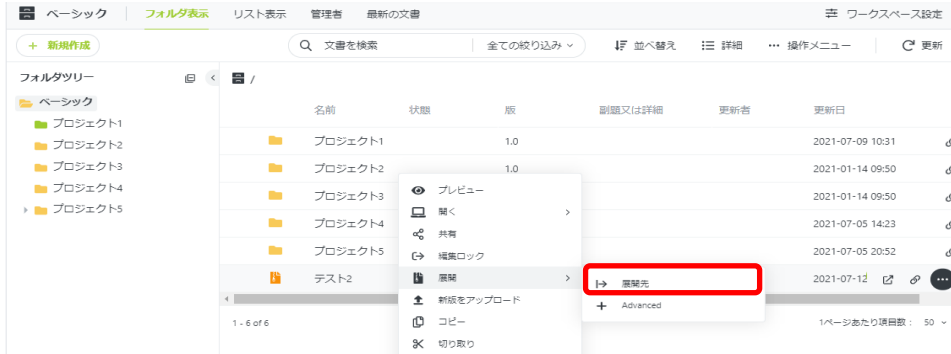 ベーシック フォルダ表示 リスト表示 管理者 最新の文書 ワークスペース設定
+ 新規作成 文書を検索 全ての絞り込み 並べ替え 詳細 操作メニュー 更新
フォルダツリー /
ベーシック
プロジェクト1
プロジェクト2
プロジェクト3
プロジェクト4
プロジェクト5
名前 状態 版 副題又は詳細 更新者 更新日
プロジェクト1 1.0 2021-07-09 10:31
プロジェクト2 1.0 2021-01-14 09:50
プロジェクト3 2021-01-14 09:50
プロジェクト4 2021-07-05 14:23
プロジェクト5 2021-07-05 20:52
テスト2 2021-07-12
プレビュー
開く
共有
編集ロック
展開
新版をアップロード
コピー
切り取り
展開先
Advanced
1 - 6 of 6 1ページあたり項目数： 50